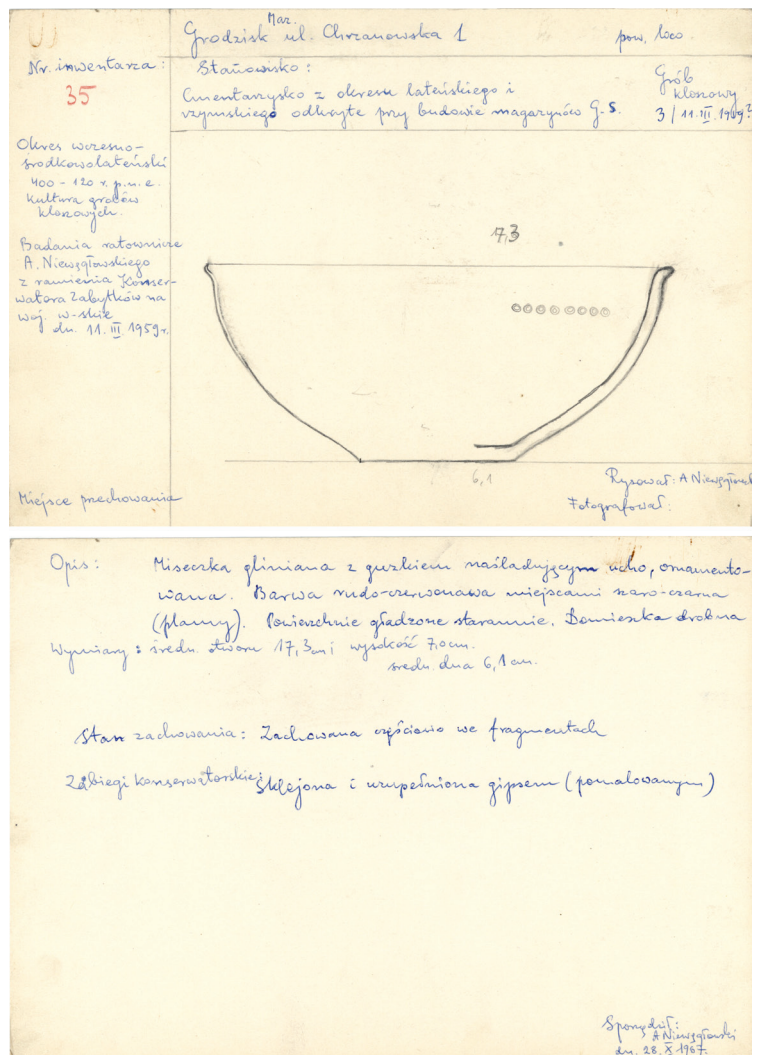 Grodzisk Maz. ul. Chrzanowska 1 pow. loco
Nr. inwentarza:
35
Stanowisko:
Cmentarzysko z okresu lateńskiego i
rzymskiego odkryte przy budowie magazynów G.S.
Grób
kloszowy
3/11.III.1959
Okres wczesno-
środkowolateński
400 - 120 r. p.n.e.
Kultura grobów
kloszowych.
Badania ratownicze
A. Niewęgłowskiego
z ramienia Konser-
watora Zabytków na
woj. w-skie
dn. 11. III 1959 r.
17,3
6,1
Miejsce przechowania
Rysował: A Niewęgłowski
Fotografował:
Opis: Miseczka gliniana z guzkiem naśladującym ucho, ornamento-
wana. Barwa rudo-czerwonawa miejscami szaro-czarna
(plamy). Powierzchnie gładzone starannie. Domieszka drobna
Wymiary: średn. otworu 17,3 cm i wysokość 7,0 cm.
średn. dna 6,1 cm.
Stan zachowania: Zachowana częściowo we fragmentach
Zabiegi konserwatorskie: Sklejona i uzupełniona gipsem (pomalowanym)
Sporządził:
A Niewęgłowski
dn. 28. X 1967.